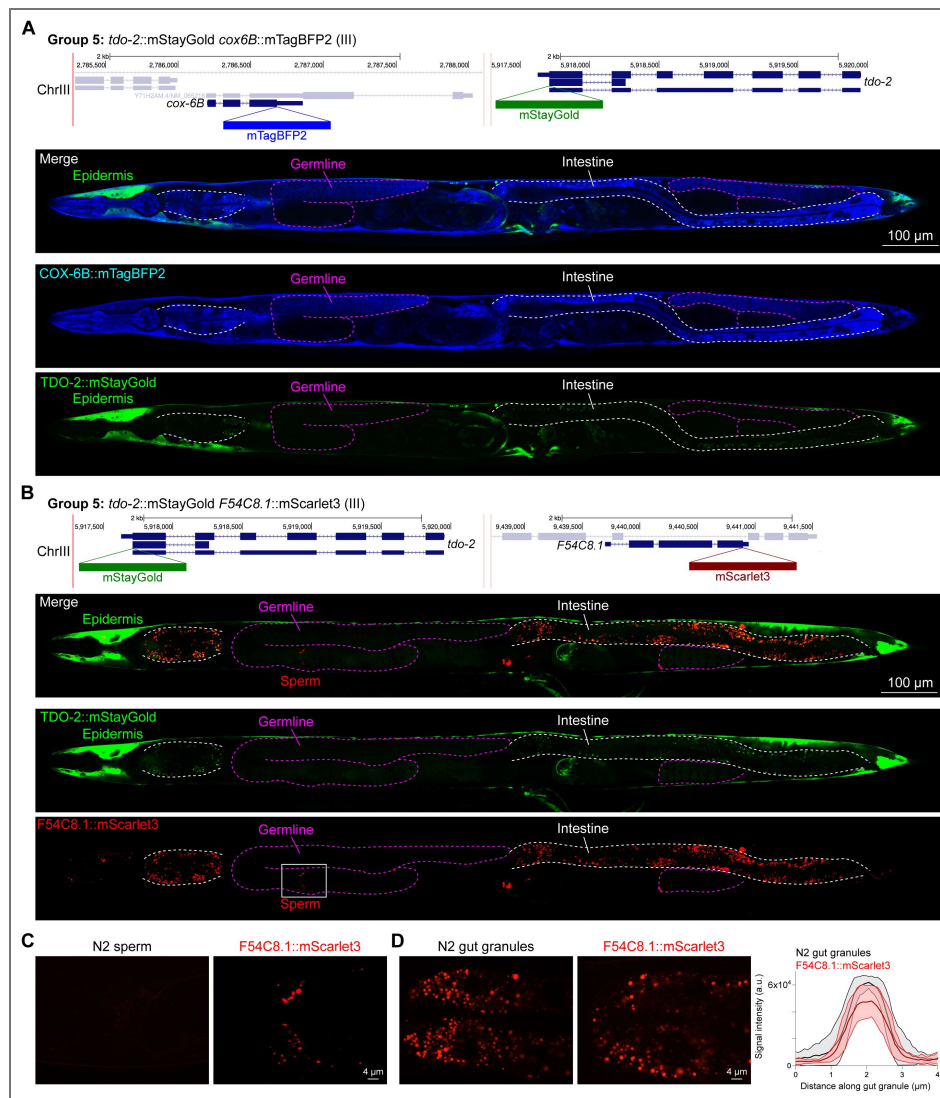 A
Group 5: tdo-2::mStayGold cox6B::mTagBFP2 (III)
2 kb
2,785,500 2,786,000 2,786,500 2,787,000 2,787,500 2,788,000
2 kb
5,917,500 5,918,000 5,918,500 5,919,000 5,919,500 5,920,000
ChrIII
cox-6B
tdo-2
mTagBFP2
mStayGold
Merge
Epidermis
Germline
Intestine
100 µm
COX-6B::mTagBFP2
Germline
Intestine
TDO-2::mStayGold
Epidermis
Germline
Intestine
B
Group 5: tdo-2::mStayGold F54C8.1::mScarlet3 (III)
2 kb
5,917,500 5,918,000 5,918,500 5,919,000 5,919,500 5,920,000
2 kb
9,439,000 9,439,500 9,440,000 9,440,500 9,441,000 9,441,500
ChrIII
tdo-2
F54C8.1
mStayGold
mScarlet3
Merge
Epidermis
Germline
Intestine
Sperm
100 µm
TDO-2::mStayGold
Epidermis
Germline
Intestine
F54C8.1::mScarlet3
Germline
Intestine
Sperm
C
N2 sperm
F54C8.1::mScarlet3
4 µm
D
N2 gut granules
F54C8.1::mScarlet3
4 µm
N2 gut granules
F54C8.1::mScarlet3
Signal intensity (a.u.)
6x10⁴
0
0 1 2 3 4
Distance along gut granule (µm)